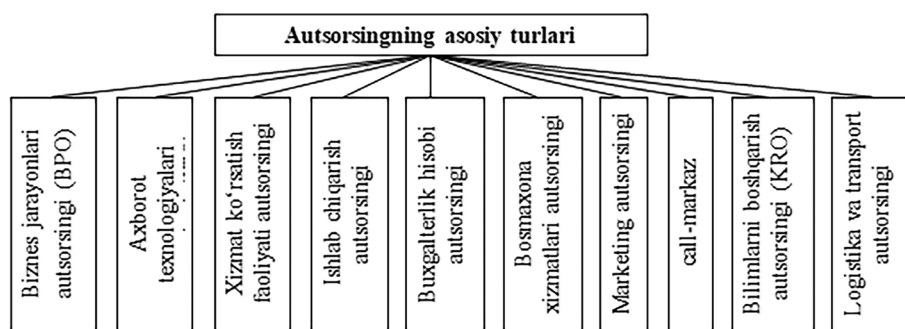 Autsorsingning asosiy turlari
Biznes jarayonlari
autsorsingi (BPO)
Axborot
texnologiyalari
Xizmat ko‘rsatish
faoliyati autsorsingi
Ishlab chiqarish
autsorsingi
Buxgalterlik hisobi
autsorsingi
Bosmaxona
xizmatlari autsorsingi
Marketing autsorsingi
call-markaz
Bilimlarni boshqarish
autsorsingi (KRO)
Logistika va transport
autsorsingi